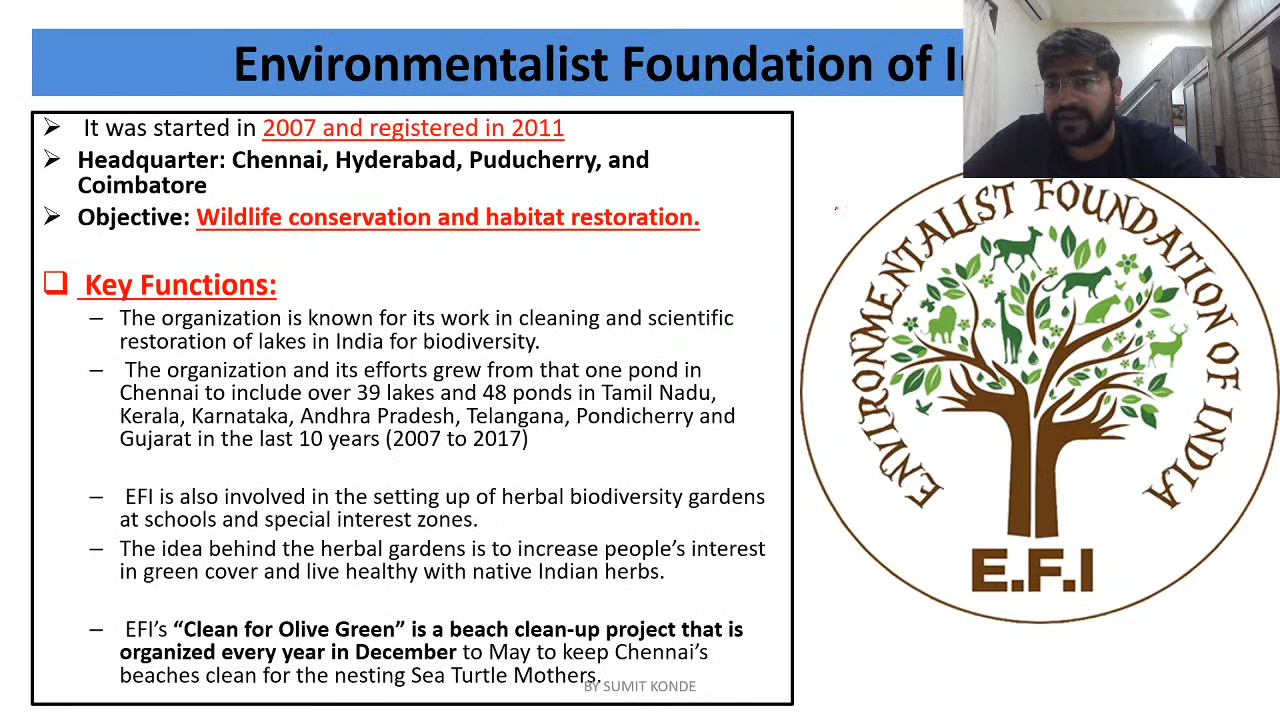 Environmentalist Foundation of I
➤ It was started in 2007 and registered in 2011
➤ Headquarter: Chennai, Hyderabad, Puducherry, and
Coimbatore
➤ Objective: Wildlife conservation and habitat restoration.
❑ Key Functions:
– The organization is known for its work in cleaning and scientific
restoration of lakes in India for biodiversity.
– The organization and its efforts grew from that one pond in
Chennai to include over 39 lakes and 48 ponds in Tamil Nadu,
Kerala, Karnataka, Andhra Pradesh, Telangana, Pondicherry and
Gujarat in the last 10 years (2007 to 2017)
– EFI is also involved in the setting up of herbal biodiversity gardens
at schools and special interest zones.
– The idea behind the herbal gardens is to increase people’s interest
in green cover and live healthy with native Indian herbs.
– EFI’s “Clean for Olive Green” is a beach clean-up project that is
organized every year in December to May to keep Chennai’s
beaches clean for the nesting Sea Turtle Mothers.
BY SUMIT KONDE
ENVIRONMENTALIST FOUNDATION OF INDIA
E.F.I